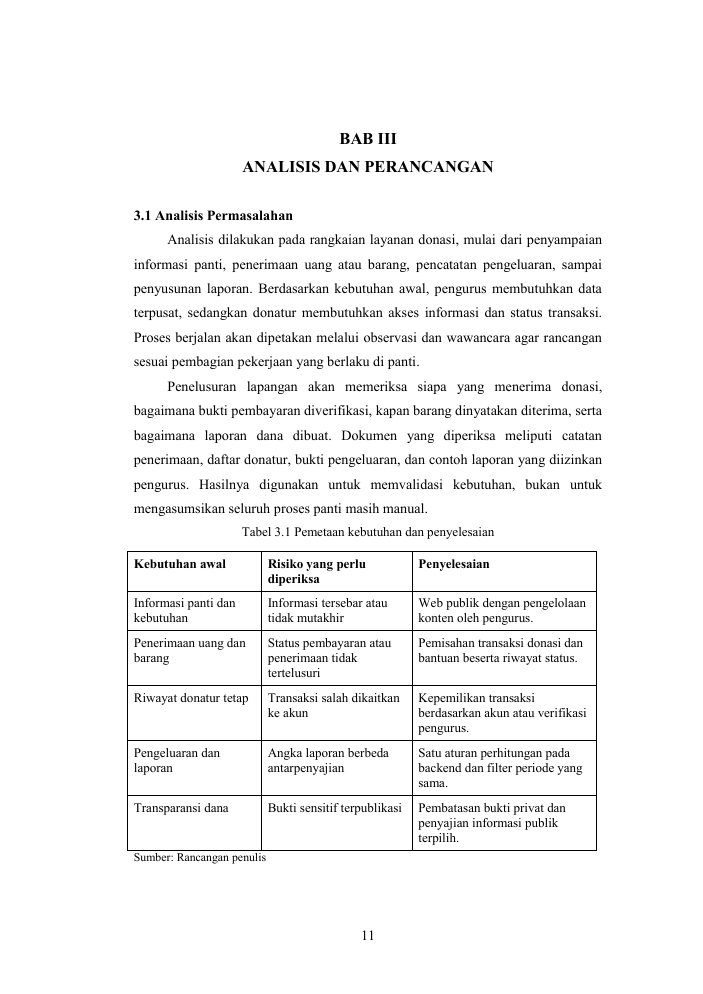 BAB III
ANALISIS DAN PERANCANGAN
3.1 Analisis Permasalahan
Analisis dilakukan pada rangkaian layanan donasi, mulai dari penyampaian
informasi panti, penerimaan uang atau barang, pencatatan pengeluaran, sampai
penyusunan laporan. Berdasarkan kebutuhan awal, pengurus membutuhkan data
terpusat, sedangkan donatur membutuhkan akses informasi dan status transaksi.
Proses berjalan akan dipetakan melalui observasi dan wawancara agar rancangan
sesuai pembagian pekerjaan yang berlaku di panti.
Penelusuran lapangan akan memeriksa siapa yang menerima donasi,
bagaimana bukti pembayaran diverifikasi, kapan barang dinyatakan diterima, serta
bagaimana laporan dana dibuat. Dokumen yang diperiksa meliputi catatan
penerimaan, daftar donatur, bukti pengeluaran, dan contoh laporan yang diizinkan
pengurus. Hasilnya digunakan untuk memvalidasi kebutuhan, bukan untuk
mengasumsikan seluruh proses panti masih manual.
Tabel 3.1 Pemetaan kebutuhan dan penyelesaian
Kebutuhan awal
Risiko yang perlu
diperiksa
Penyelesaian
Informasi panti dan
kebutuhan
Informasi tersebar atau
tidak mutakhir
Web publik dengan pengelolaan
konten oleh pengurus.
Penerimaan uang dan
barang
Status pembayaran atau
penerimaan tidak
tertelusuri
Pemisahan transaksi donasi dan
bantuan beserta riwayat status.
Riwayat donatur tetap
Transaksi salah dikaitkan
ke akun
Kepemilikan transaksi
berdasarkan akun atau verifikasi
pengurus.
Pengeluaran dan
laporan
Angka laporan berbeda
antarpenyajian
Satu aturan perhitungan pada
backend dan filter periode yang
sama.
Transparansi dana
Bukti sensitif terpublikasi
Pembatasan bukti privat dan
penyajian informasi publik
terpilih.
Sumber: Rancangan penulis
11